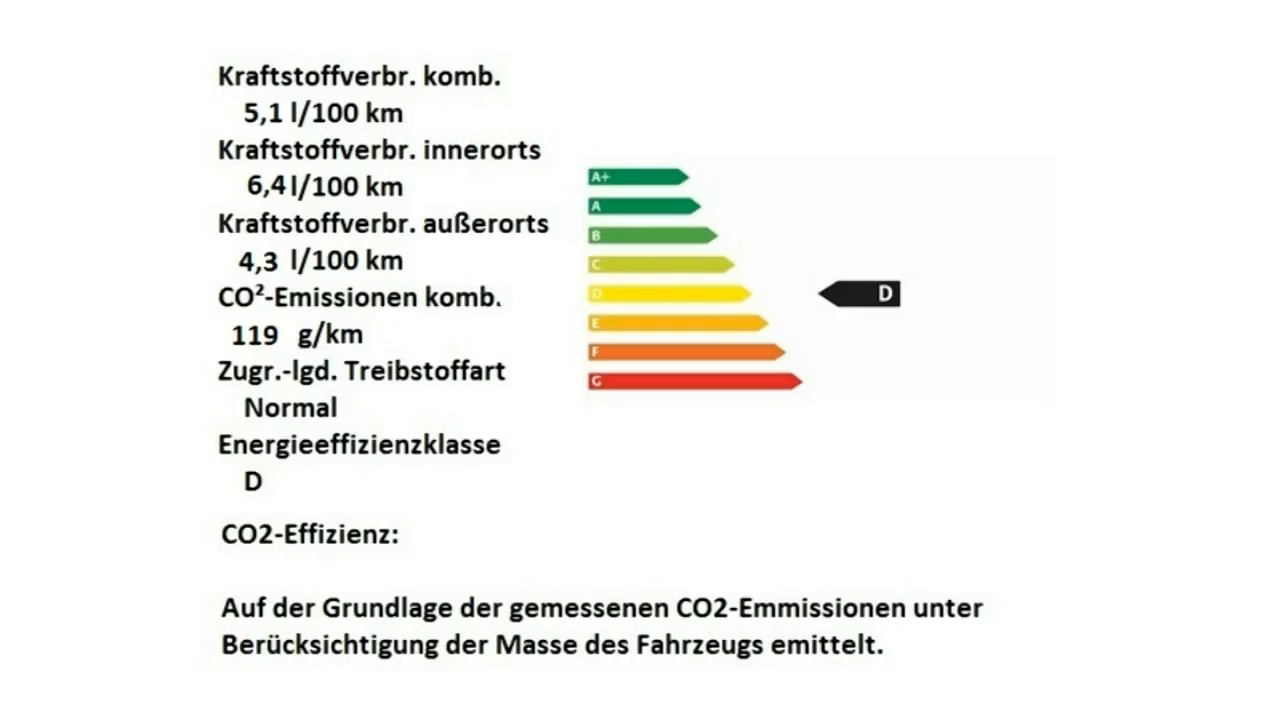 Kraftstoffverbr. komb.
5,1 l/100 km
Kraftstoffverbr. innerorts
6,4 l/100 km
Kraftstoffverbr. außerorts
4,3 l/100 km
CO²-Emissionen komb.
119 g/km
Zugr.-lgd. Treibstoffart
Normal
Energieeffizienzklasse
D
A+
A
B
C
D
E
F
G
D
CO2-Effizienz:
Auf der Grundlage der gemessenen CO2-Emmissionen unter
Berücksichtigung der Masse des Fahrzeugs emittelt.